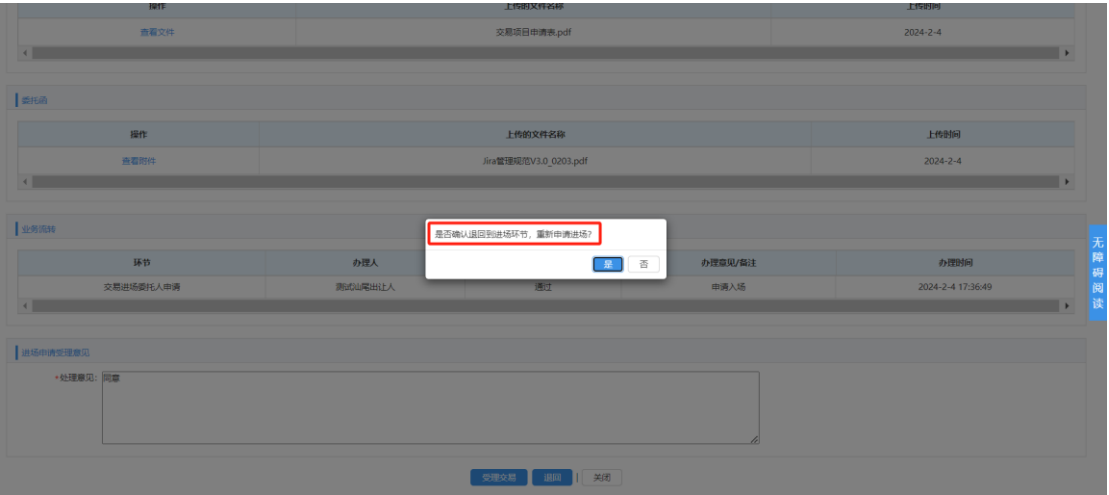 操作 上传的文件名称 上传时间
查看文件 交易项目申请表.pdf 2024-2-4
委托函
操作 上传的文件名称 上传时间
查看附件 Jira管理规范V3.0_0203.pdf 2024-2-4
业务流转
是否确认退回到进场环节，重新申请进场?
是 否
环节 办理人 办理意见/备注 办理时间
交易进场委托人申请 测试汕尾出让人 通过 申请入场 2024-2-4 17:36:49
进场申请受理意见
*处理意见: 同意
受理交易 退回 | 关闭
无障碍阅读